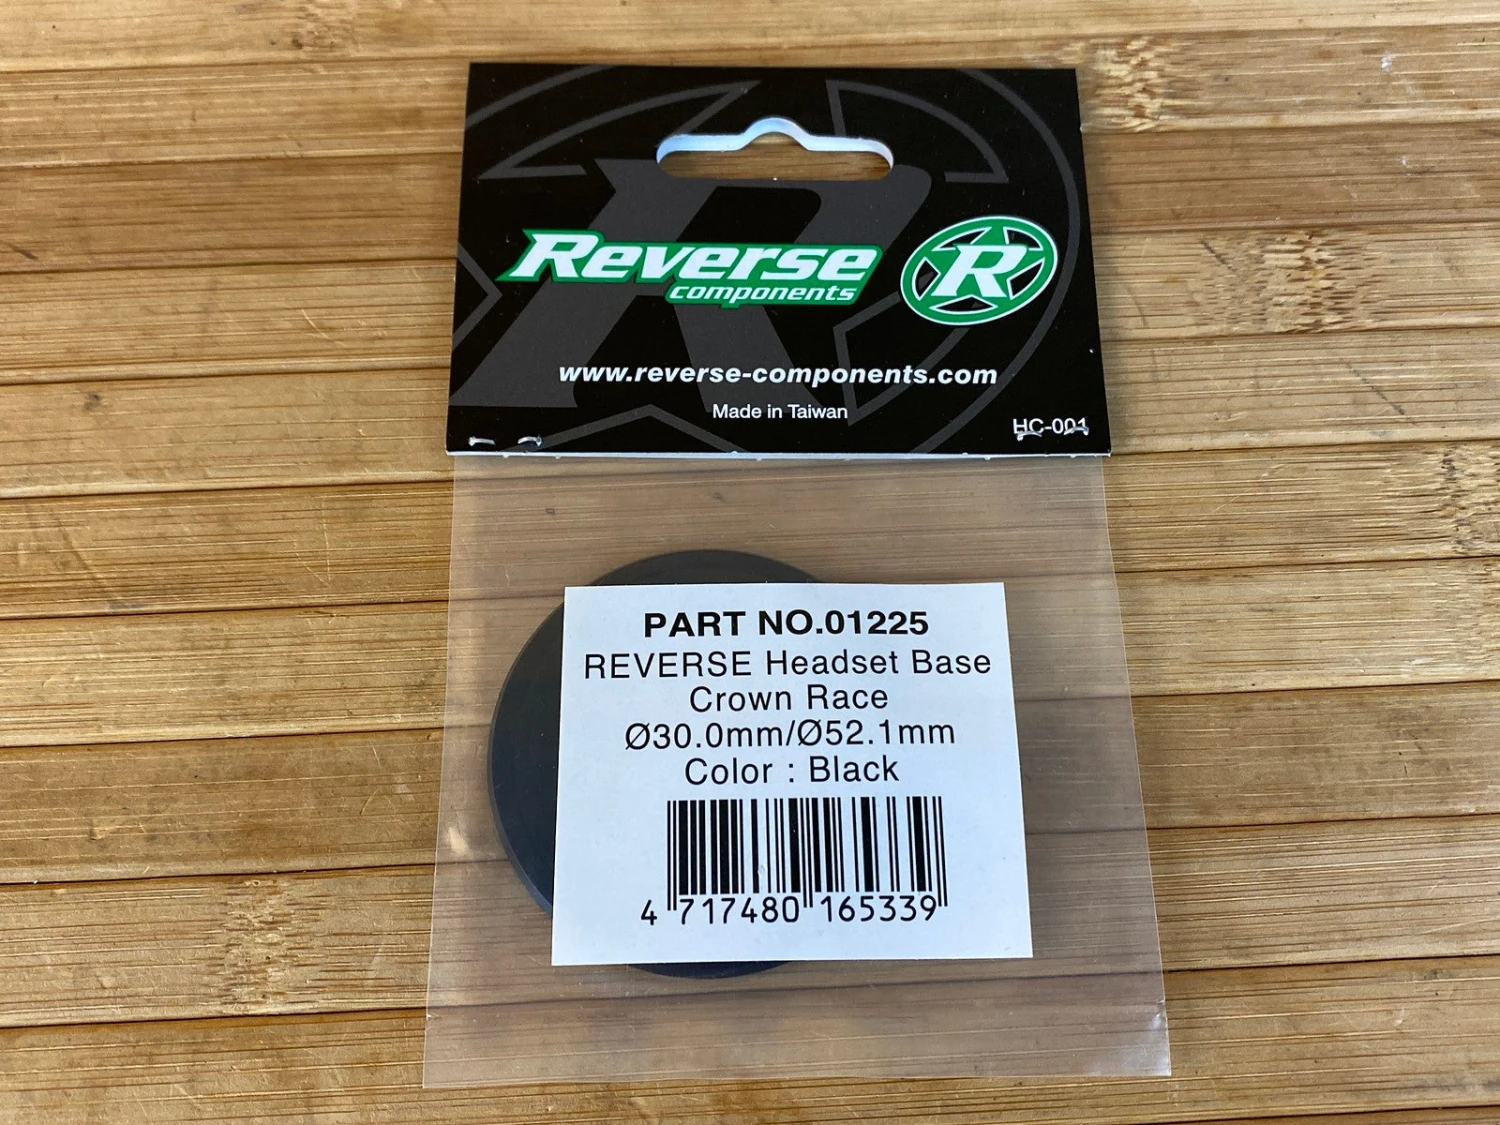 Reverse
components
R
www.reverse-components.com
Made in Taiwan
HC-001
PART NO.01225
REVERSE Headset Base
Crown Race
Ø30.0mm/Ø52.1mm
Color : Black
4 717480 165339